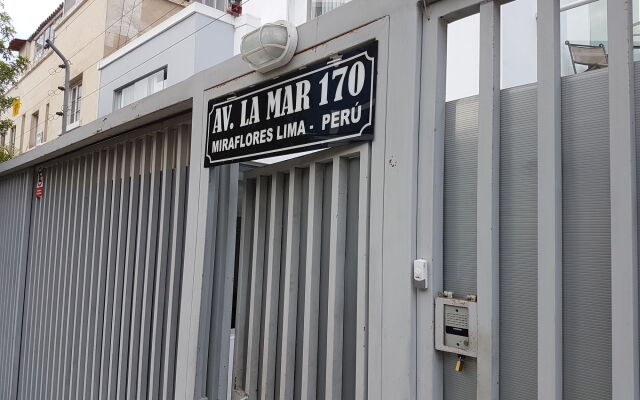 AV. LA MAR 170
MIRAFLORES LIMA - PERÚ